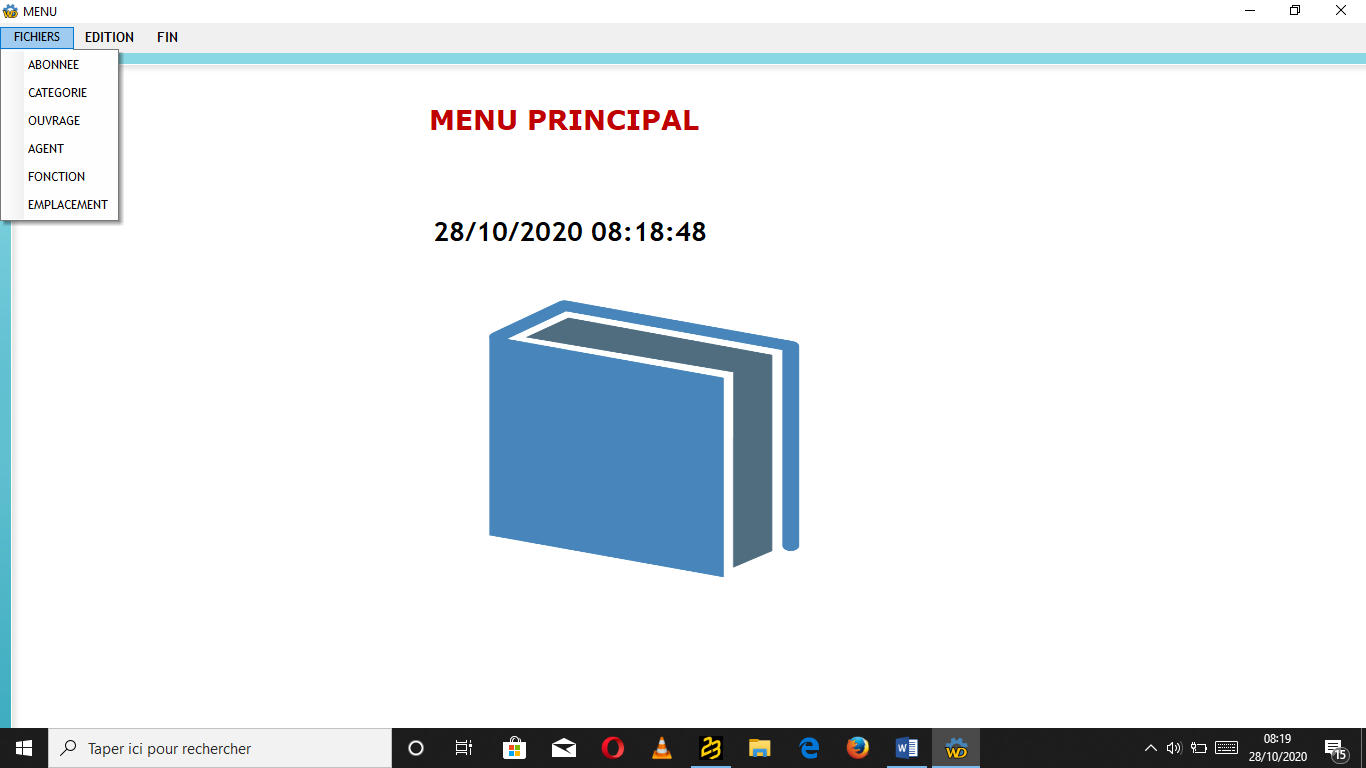 MENU
FICHIERS EDITION FIN
ABONNEE
CATEGORIE
OUVRAGE
AGENT
FONCTION
EMPLACEMENT
MENU PRINCIPAL
28/10/2020 08:18:48
Taper ici pour rechercher
08:19
28/10/2020
15